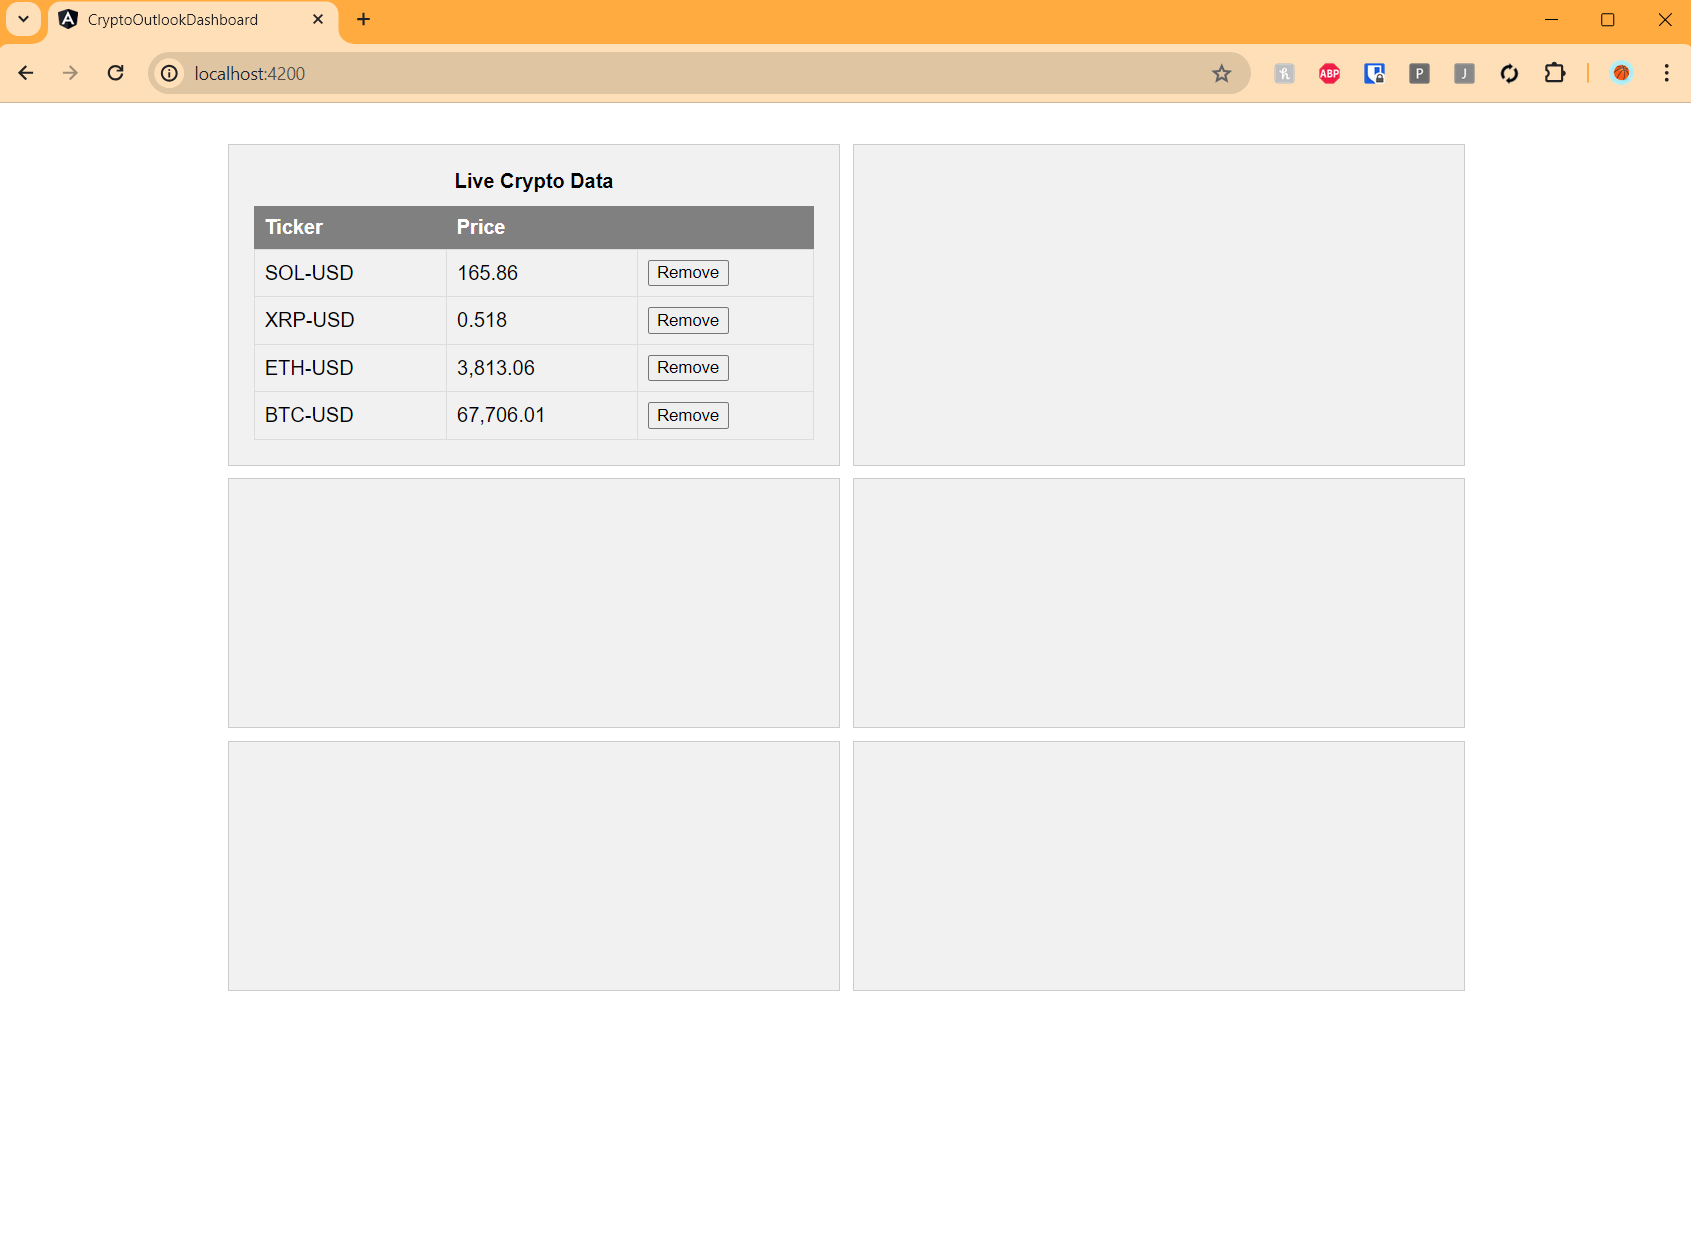 CryptoOutlookDashboard
localhost:4200
ABP
P
J
Live Crypto Data
Ticker Price
SOL-USD 165.86 Remove
XRP-USD 0.518 Remove
ETH-USD 3,813.06 Remove
BTC-USD 67,706.01 Remove